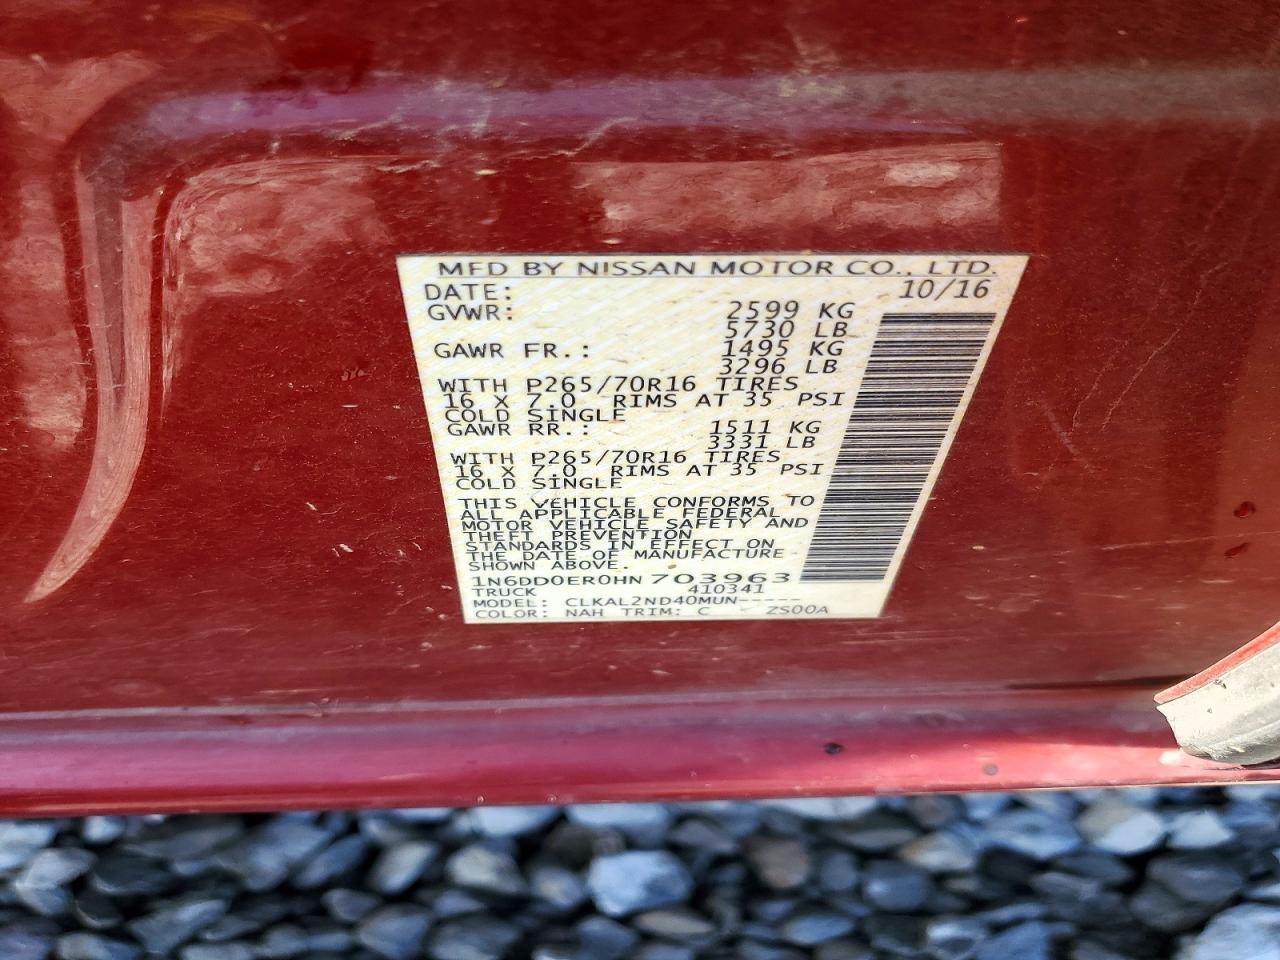 MFD BY NISSAN MOTOR CO., LTD.
DATE: 10/16
GVWR: 2599 KG
5730 LB
GAWR FR.: 1495 KG
3296 LB
WITH P265/70R16 TIRES
16 X 7.0 RIMS AT 35 PSI
COLD SINGLE
GAWR RR.: 1511 KG
3331 LB
WITH P265/70R16 TIRES
16 X 7.0 RIMS AT 35 PSI
COLD SINGLE
THIS VEHICLE CONFORMS TO
ALL APPLICABLE FEDERAL
MOTOR VEHICLE SAFETY AND
THEFT PREVENTION
STANDARDS IN EFFECT ON
THE DATE OF MANUFACTURE
SHOWN ABOVE.
1N6DD0ER0HN 703963
TRUCK 410341
MODEL: CLKAL2ND40MUN-----
COLOR: NAH TRIM: C ZS00A